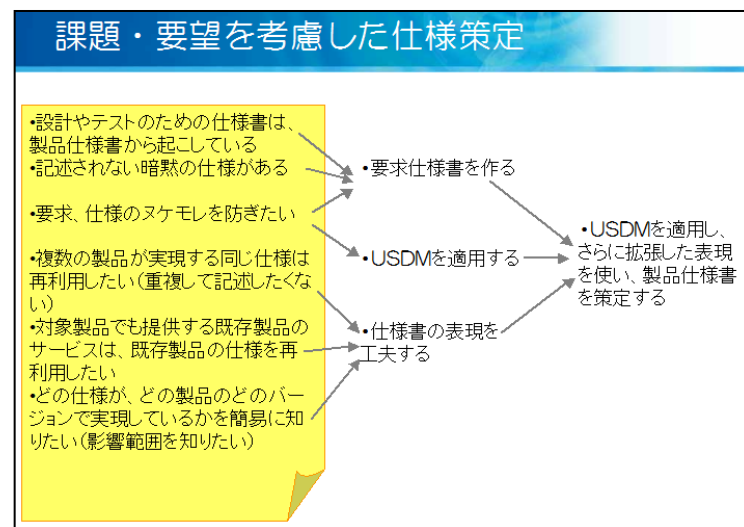 課題・要望を考慮した仕様策定
•設計やテストのための仕様書は、
製品仕様書から起こしている
•記述されない暗黙の仕様がある
•要求、仕様のヌケモレを防ぎたい
•複数の製品が実現する同じ仕様は
再利用したい(重複して記述したくな
い)
•対象製品でも提供する既存製品の
サービスは、既存製品の仕様を再
利用したい
•どの仕様が、どの製品のどのバー
ジョンで実現しているかを簡易に知
りたい(影響範囲を知りたい)
•要求仕様書を作る
•USDMを適用する
•仕様書の表現を
工夫する
•USDMを適用し、
さらに拡張した表現
を使い、製品仕様書
を策定する